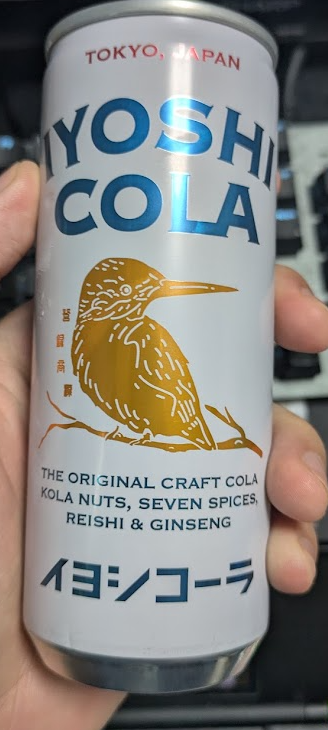 TOKYO, JAPAN
IYOSHI
COLA
THE ORIGINAL CRAFT COLA
KOLA NUTS, SEVEN SPICES,
REISHI & GINSENG
イヨシコーラ